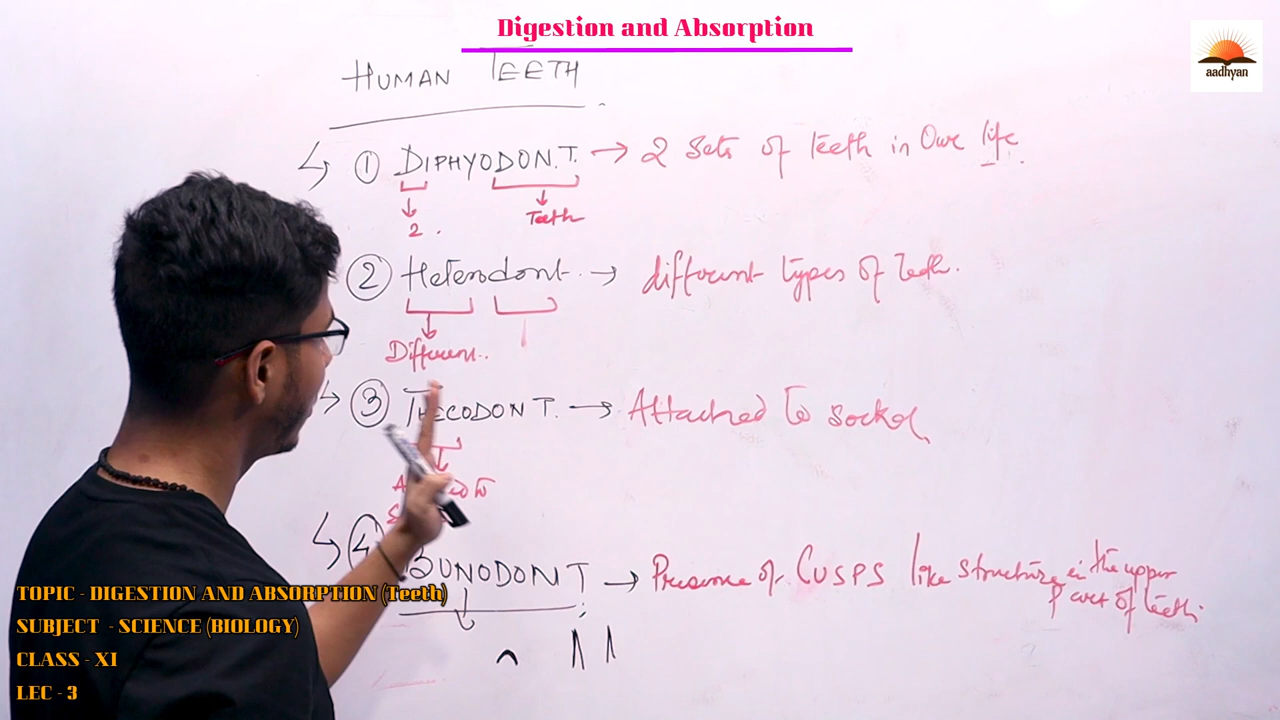 Digestion and Absorption
aadhyan
HUMAN TEETH
① DIPHYODONT. → 2 Sets of teeth in Our life.
2. Teeth
② Heterodont. → different types of Teeth.
Different..
③ THECODONT. → Attached to socket
④ BUNODONT → Presence of CUSPS like structure in the upper
part of teeth.
TOPIC - DIGESTION AND ABSORPTION (Teeth)
SUBJECT - SCIENCE (BIOLOGY)
CLASS - XI
LEC - 3